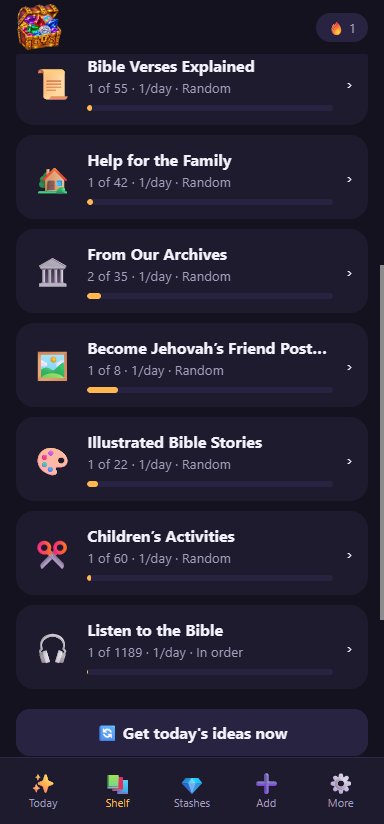 1
Bible Verses Explained
1 of 55 · 1/day · Random
Help for the Family
1 of 42 · 1/day · Random
From Our Archives
2 of 35 · 1/day · Random
Become Jehovah's Friend Post...
1 of 8 · 1/day · Random
Illustrated Bible Stories
1 of 22 · 1/day · Random
Children's Activities
1 of 60 · 1/day · Random
Listen to the Bible
1 of 1189 · 1/day · In order
Get today's ideas now
Today Shelf Stashes Add More